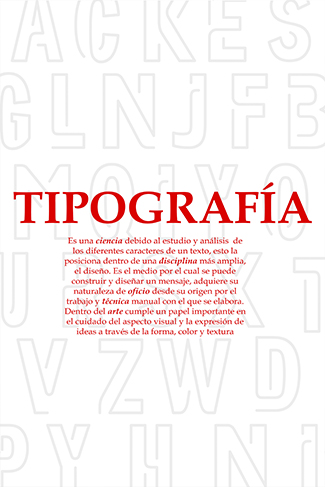 ACKES
GLNJFB
TIPOGRAFÍA
Es una ciencia debido al estudio y análisis de
los diferentes caracteres de un texto, esto la
posiciona dentro de una disciplina más amplia,
el diseño. Es el medio por el cual se puede
construir y diseñar un mensaje, adquiere su
naturaleza de oficio desde su origen por el
trabajo y técnica manual con el que se elabora.
Dentro del arte cumple un papel importante en
el cuidado del aspecto visual y la expresión de
ideas a través de la forma, color y textura
VZWD
PYHN